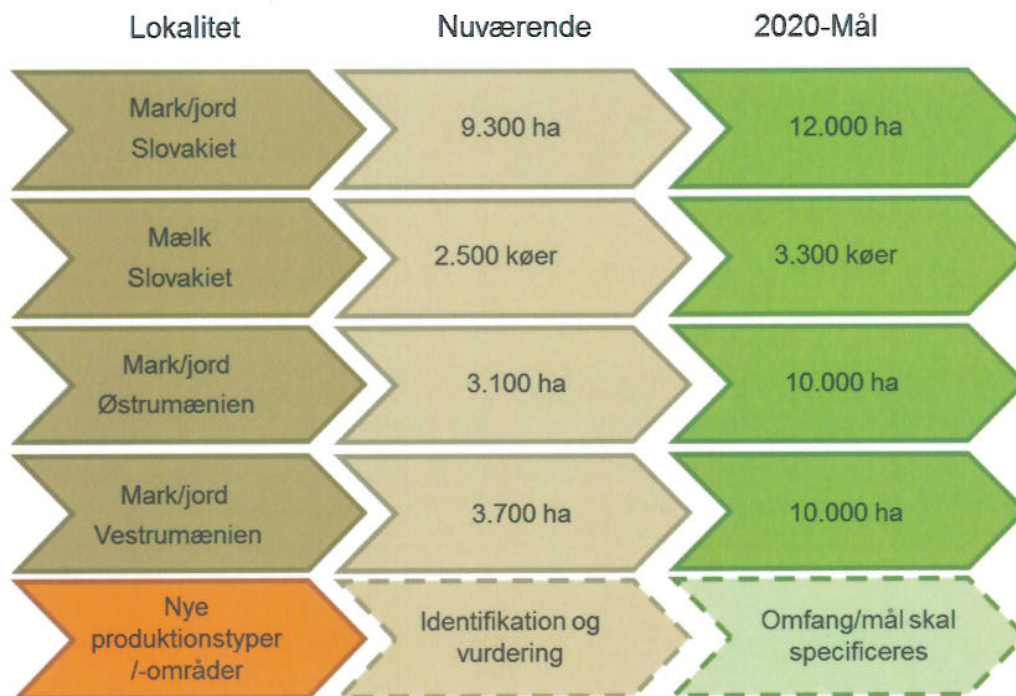 Lokalitet Nuværende 2020-Mål
Mark/jord
Slovakiet
9.300 ha
12.000 ha
Mælk
Slovakiet
2.500 køer
3.300 køer
Mark/jord
Østrumænien
3.100 ha
10.000 ha
Mark/jord
Vestrumænien
3.700 ha
10.000 ha
Nye
produktionstyper
/-områder
Identifikation og
vurdering
Omfang/mål skal
specificeres